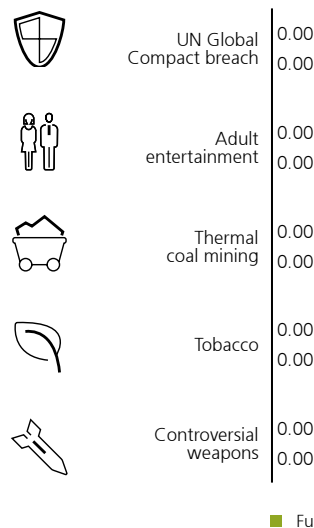 UN Global 0.00
Compact breach 0.00
Adult 0.00
entertainment 0.00
Thermal 0.00
coal mining 0.00
Tobacco 0.00
0.00
Controversial 0.00
weapons 0.00
Fu